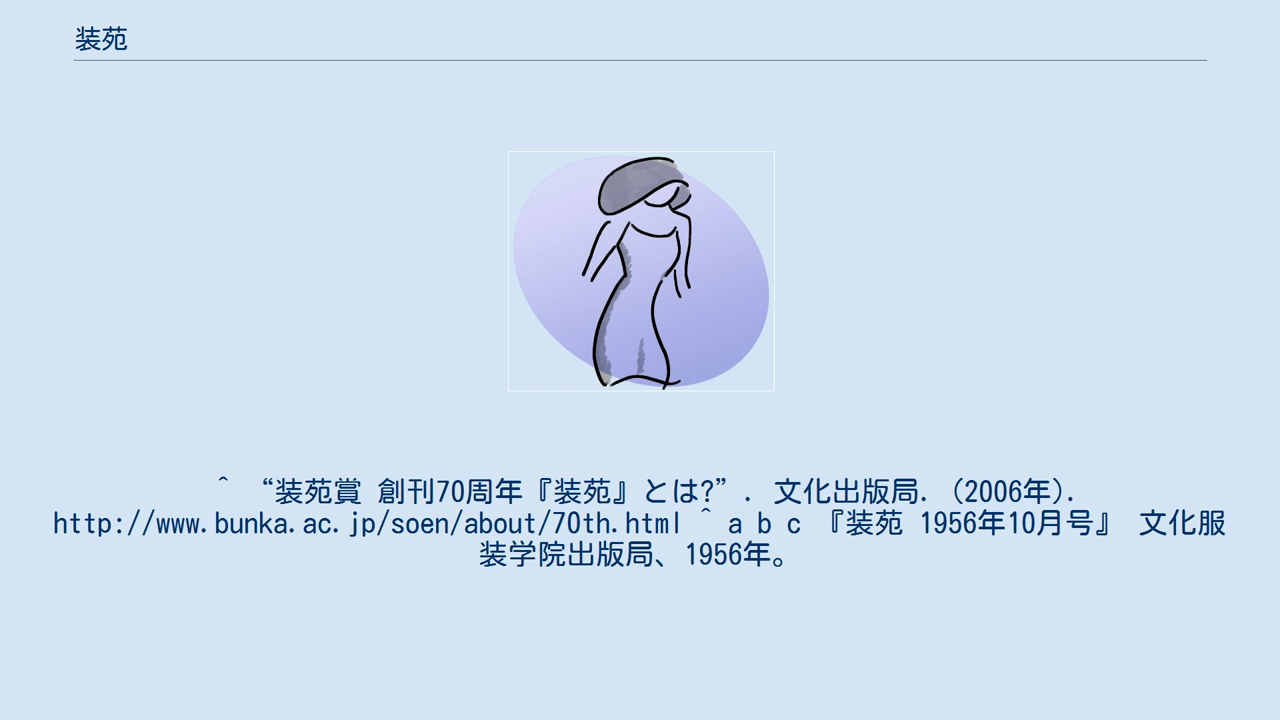 装苑
^ “装苑賞 創刊70周年『装苑』とは?”. 文化出版局. (2006年).
http://www.bunka.ac.jp/soen/about/70th.html ^ a b c 『装苑 1956年10月号』 文化服
装学院出版局、1956年。